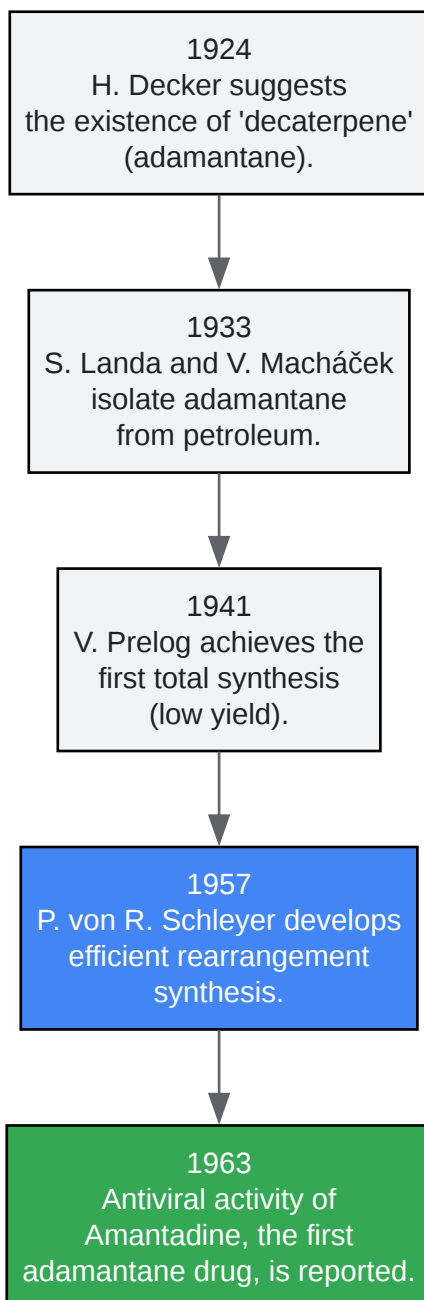 1924
H. Decker suggests
the existence of 'decaterpene'
(adamantane).
1933
S. Landa and V. Macháček
isolate adamantane
from petroleum.
1941
V. Prelog achieves the
first total synthesis
(low yield).
1957
P. von R. Schleyer develops
efficient rearrangement
synthesis.
1963
Antiviral activity of
Amantadine, the first
adamantane drug, is reported.